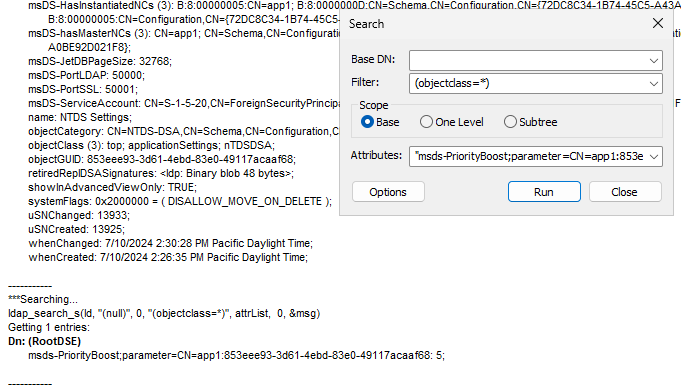 msDS-HasInstantiatedNCs (3): B:8:00000005:CN=app1; B:8:0000000D:CN=Schema,CN=Configuration,CN={72DC8C34-1B74-45C5-A43A
B:8:00000005:CN=Configuration,CN={72DC8C34-1B74-45C5-
msDS-hasMasterNCs (3): CN=app1; CN=Schema,CN=Configuration
A0BE92D021F8};
msDS-JetDBPageSize: 32768;
msDS-PortLDAP: 50000;
msDS-PortSSL: 50001;
msDS-ServiceAccount: CN=S-1-5-20,CN=ForeignSecurityPrincipa
name: NTDS Settings;
objectCategory: CN=NTDS-DSA,CN=Schema,CN=Configuration,C
objectClass (3): top; applicationSettings; nTDSDSA;
objectGUID: 853eee93-3d61-4ebd-83e0-49117acaaf68;
retiredReplDSASignatures: <ldp: Binary blob 48 bytes>;
showInAdvancedViewOnly: TRUE;
systemFlags: 0x2000000 = ( DISALLOW_MOVE_ON_DELETE );
uSNChanged: 13933;
uSNCreated: 13925;
whenChanged: 7/10/2024 2:30:28 PM Pacific Daylight Time;
whenCreated: 7/10/2024 2:26:35 PM Pacific Daylight Time;
-----------
***Searching...
ldap_search_s(ld, "(null)", 0, "(objectclass=*)", attrList, 0, &msg)
Getting 1 entries:
Dn: (RootDSE)
msds-PriorityBoost;parameter=CN=app1:853eee93-3d61-4ebd-83e0-49117acaaf68: 5;
-----------
Search
Base DN:
Filter: (objectclass=*)
Scope
Base One Level Subtree
Attributes: "msds-PriorityBoost;parameter=CN=app1:853e
Options Run Close